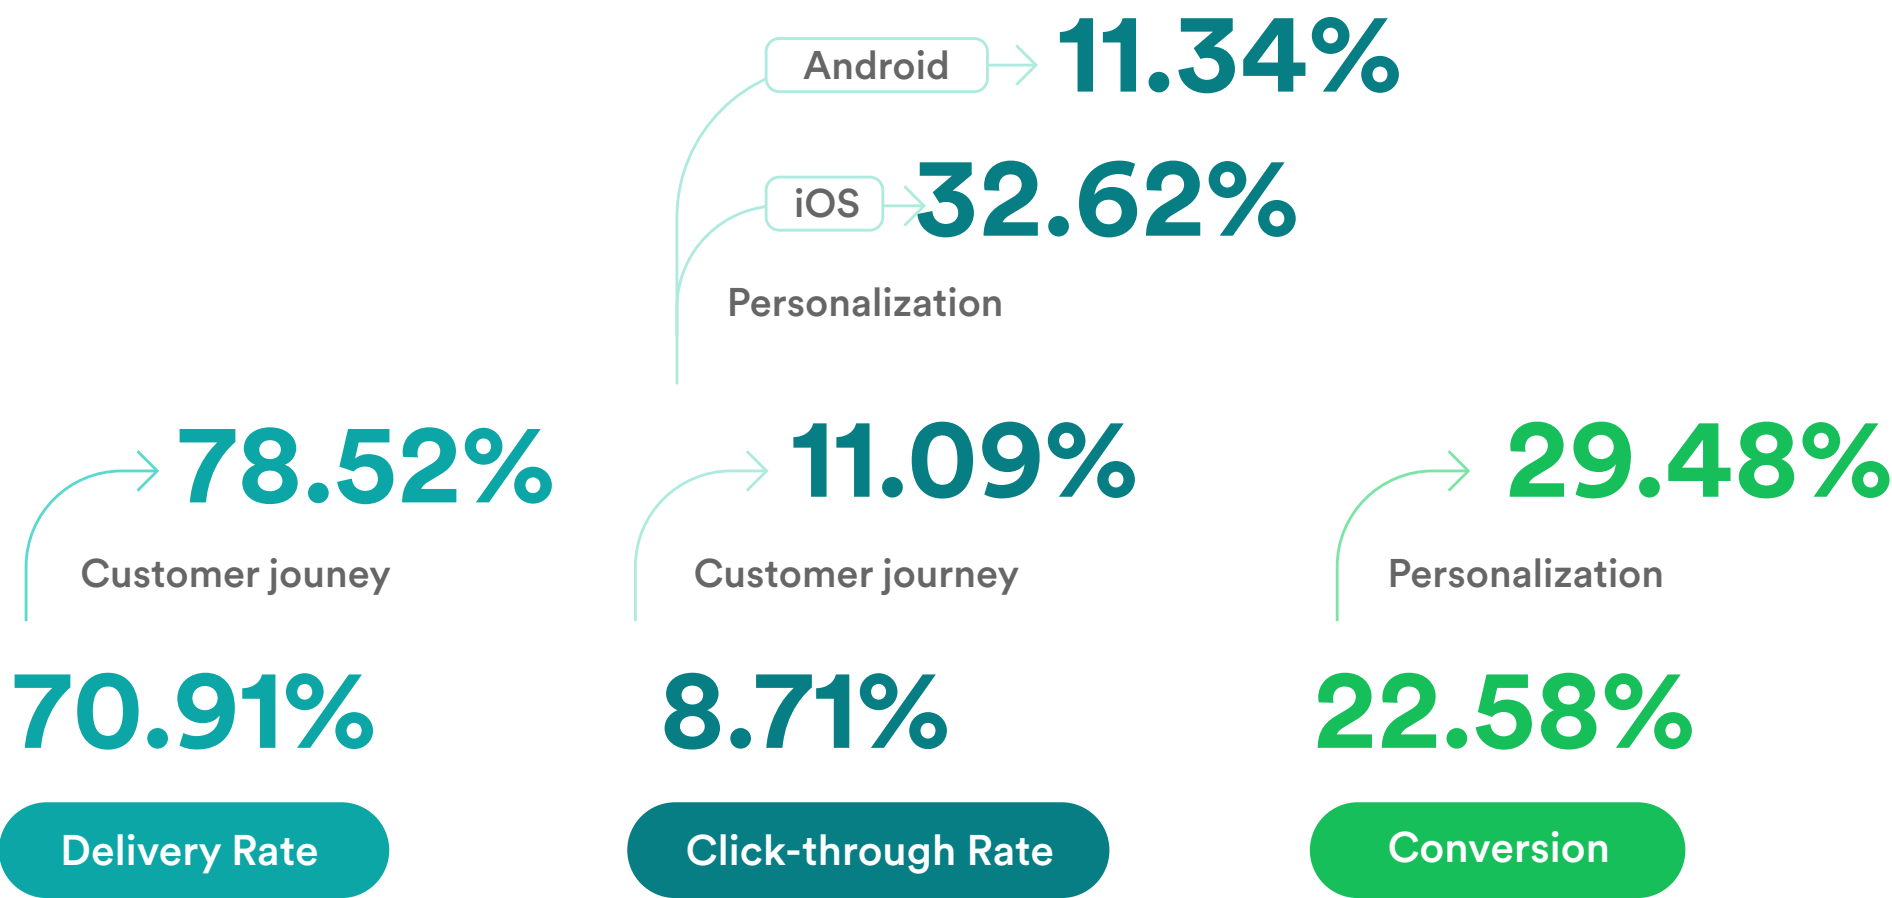 Android 11.34%
iOS 32.62%
Personalization
78.52%
Customer jouney
70.91%
Delivery Rate
11.09%
Customer journey
8.71%
Click-through Rate
29.48%
Personalization
22.58%
Conversion